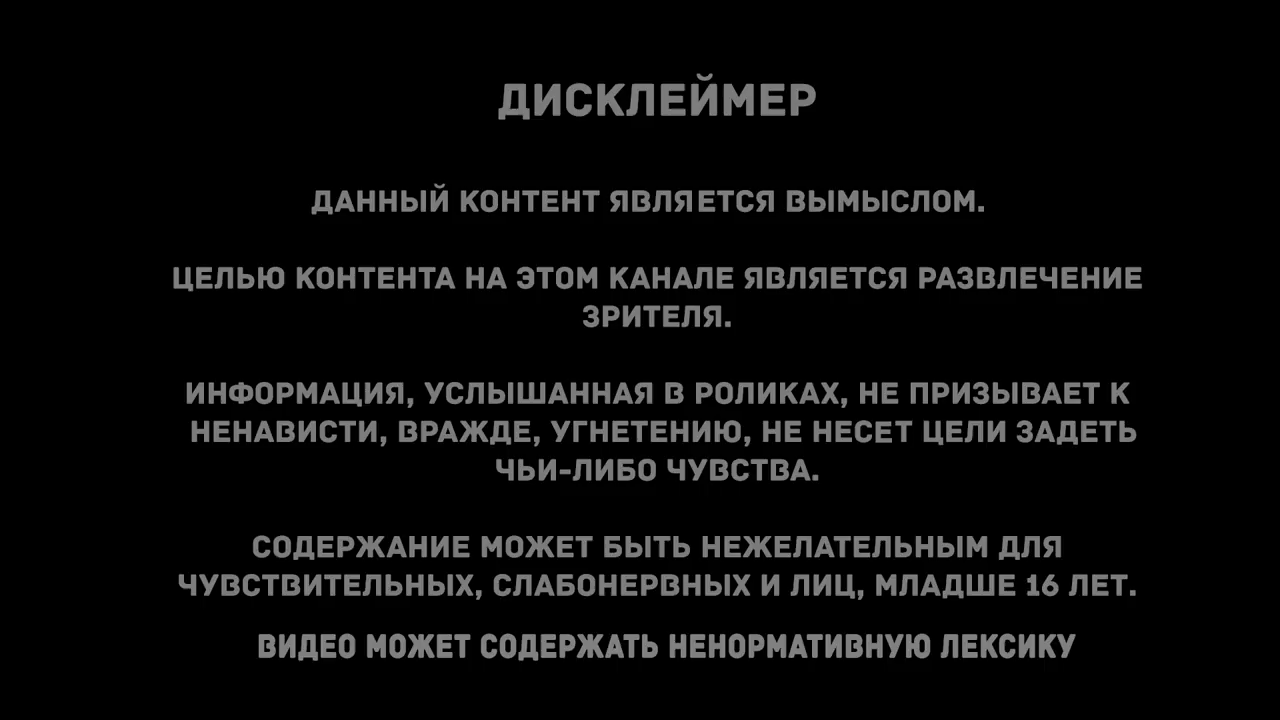 ДИСКЛЕЙМЕР
ДАННЫЙ КОНТЕНТ ЯВЛЯЕТСЯ ВЫМЫСЛОМ.
ЦЕЛЬЮ КОНТЕНТА НА ЭТОМ КАНАЛЕ ЯВЛЯЕТСЯ РАЗВЛЕЧЕНИЕ
ЗРИТЕЛЯ.
ИНФОРМАЦИЯ, УСЛЫШАННАЯ В РОЛИКАХ, НЕ ПРИЗЫВАЕТ К
НЕНАВИСТИ, ВРАЖДЕ, УГНЕТЕНИЮ, НЕ НЕСЕТ ЦЕЛИ ЗАДЕТЬ
ЧЬИ-ЛИБО ЧУВСТВА.
СОДЕРЖАНИЕ МОЖЕТ БЫТЬ НЕЖЕЛАТЕЛЬНЫМ ДЛЯ
ЧУВСТВИТЕЛЬНЫХ, СЛАБОНЕРВНЫХ И ЛИЦ, МЛАДШЕ 16 ЛЕТ.
ВИДЕО МОЖЕТ СОДЕРЖАТЬ НЕНОРМАТИВНУЮ ЛЕКСИКУ